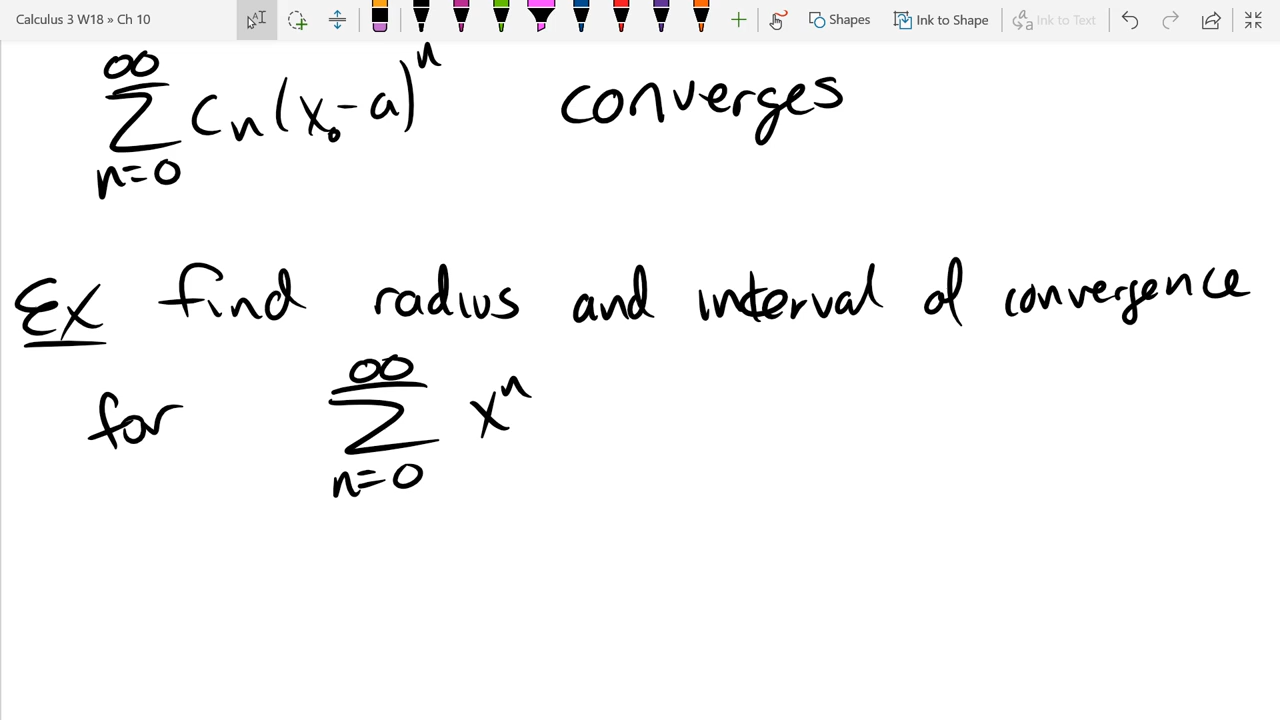 Calculus 3 W18 » Ch 10
Shapes
Ink to Shape
Ink to Text
∞
Σ Cn(x₀-a)ⁿ converges
n=0
Ex find radius and interval of convergence
for ∞
Σ xⁿ
n=0